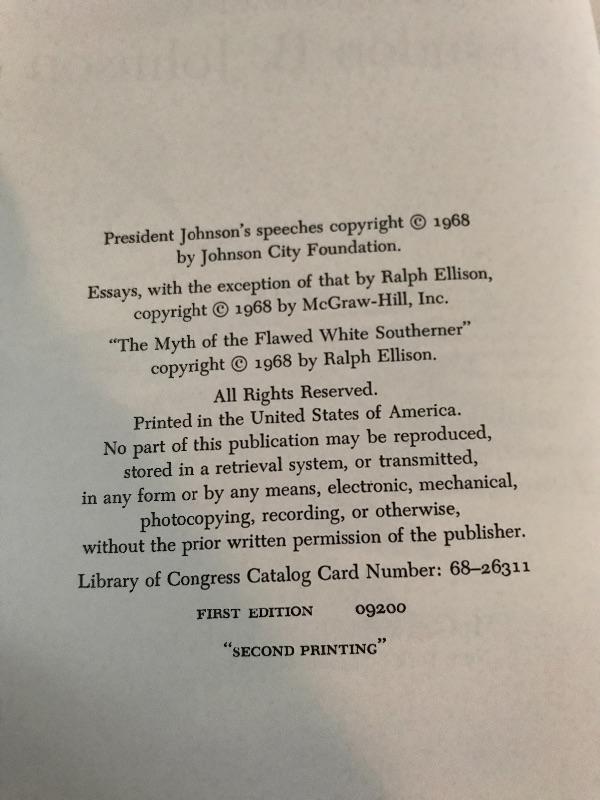 President Johnson's speeches copyright © 1968
by Johnson City Foundation.
Essays, with the exception of that by Ralph Ellison,
copyright © 1968 by McGraw-Hill, Inc.
“The Myth of the Flawed White Southerner”
copyright © 1968 by Ralph Ellison.
All Rights Reserved.
Printed in the United States of America.
No part of this publication may be reproduced,
stored in a retrieval system, or transmitted,
in any form or by any means, electronic, mechanical,
photocopying, recording, or otherwise,
without the prior written permission of the publisher.
Library of Congress Catalog Card Number: 68–26311
FIRST EDITION 09200
“SECOND PRINTING”